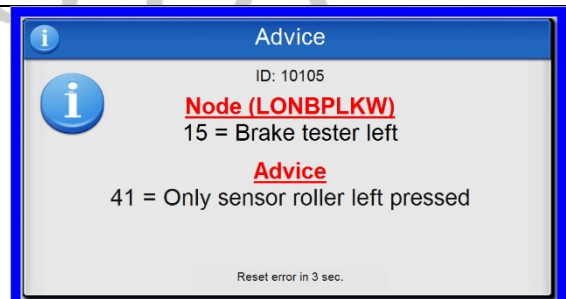 Advice
ID: 10105
Node (LONBPLKW)
15 = Brake tester left
Advice
41 = Only sensor roller left pressed
Reset error in 3 sec.